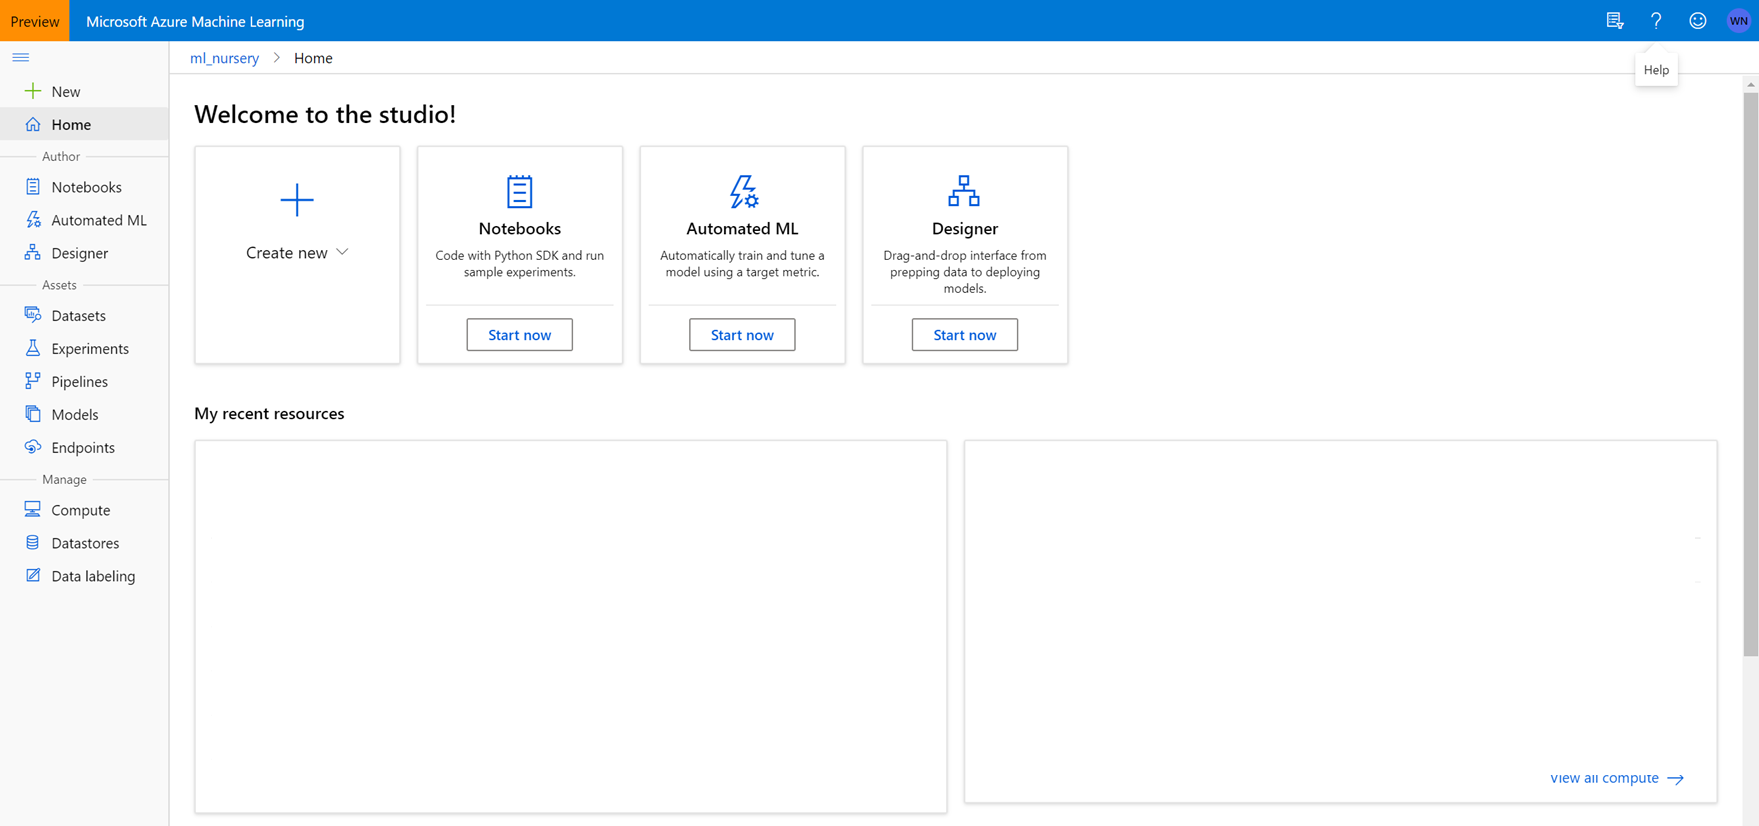 Preview
Microsoft Azure Machine Learning
?
WN
ml_nursery > Home
Help
New
Home
Author
Notebooks
Automated ML
Designer
Assets
Datasets
Experiments
Pipelines
Models
Endpoints
Manage
Compute
Datastores
Data labeling
Welcome to the studio!
Create new
Notebooks
Code with Python SDK and run
sample experiments.
Start now
Automated ML
Automatically train and tune a
model using a target metric.
Start now
Designer
Drag-and-drop interface from
prepping data to deploying
models.
Start now
My recent resources
View all compute